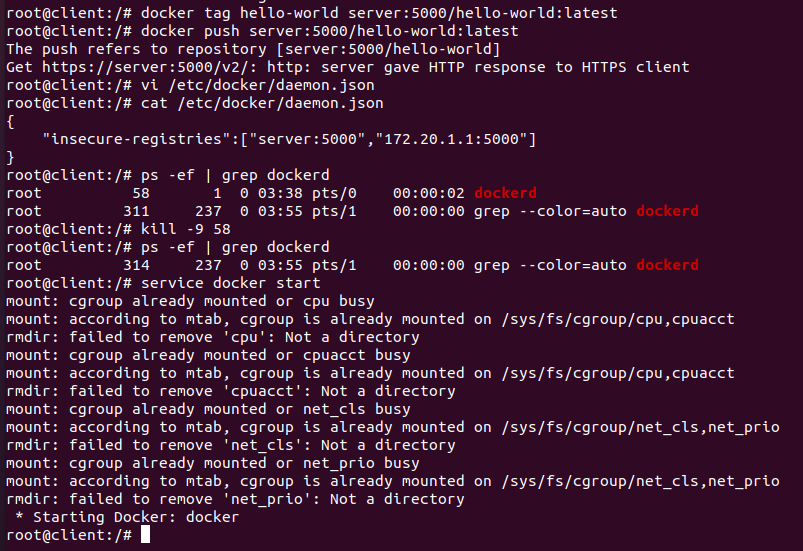 root@client:/# docker tag hello-world server:5000/hello-world:latest
root@client:/# docker push server:5000/hello-world:latest
The push refers to repository [server:5000/hello-world]
Get https://server:5000/v2/: http: server gave HTTP response to HTTPS client
root@client:/# vi /etc/docker/daemon.json
root@client:/# cat /etc/docker/daemon.json
{
    "insecure-registries":["server:5000","172.20.1.1:5000"]
}
root@client:/# ps -ef | grep dockerd
root          58       1  0 03:38 pts/0    00:00:02 dockerd
root         311     237  0 03:55 pts/1    00:00:00 grep --color=auto dockerd
root@client:/# kill -9 58
root@client:/# ps -ef | grep dockerd
root         314     237  0 03:55 pts/1    00:00:00 grep --color=auto dockerd
root@client:/# service docker start
mount: cgroup already mounted or cpu busy
mount: according to mtab, cgroup is already mounted on /sys/fs/cgroup/cpu,cpuacct
rmdir: failed to remove 'cpu': Not a directory
mount: cgroup already mounted or cpuacct busy
mount: according to mtab, cgroup is already mounted on /sys/fs/cgroup/cpu,cpuacct
rmdir: failed to remove 'cpuacct': Not a directory
mount: cgroup already mounted or net_cls busy
mount: according to mtab, cgroup is already mounted on /sys/fs/cgroup/net_cls,net_prio
rmdir: failed to remove 'net_cls': Not a directory
mount: cgroup already mounted or net_prio busy
mount: according to mtab, cgroup is already mounted on /sys/fs/cgroup/net_cls,net_prio
rmdir: failed to remove 'net_prio': Not a directory
 * Starting Docker: docker
root@client:/#